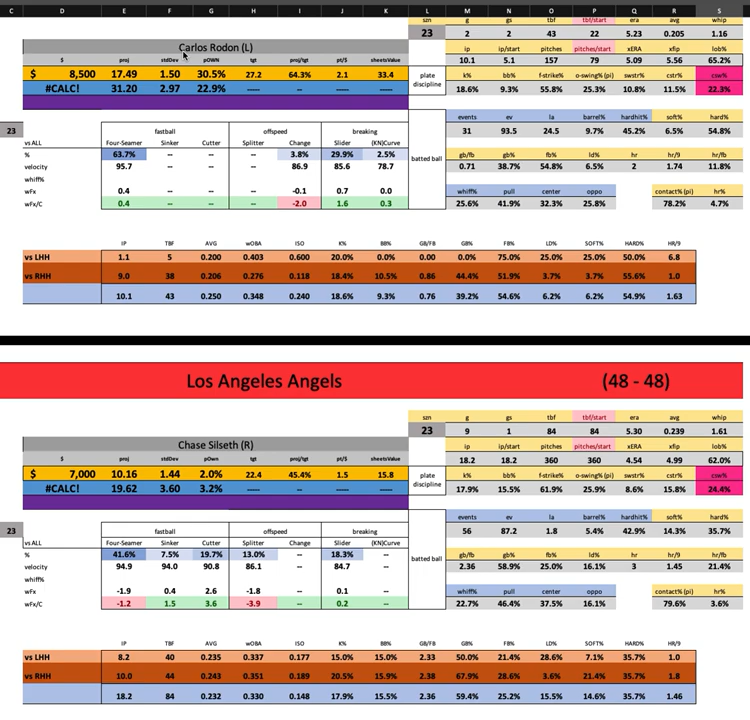 C D E F G H I J K L M N O P Q R S
szn g gs tbf tbf/start era avg whip
23 2 2 43 22 5.23 0.205 1.16
Carlos Rodon (L)
ip ip/start pitches pitches/start xERA xfip lob%
10.1 5.1 157 79 5.09 5.56 65.2%
$ proj stdDev pOWN tgt proj/tgt pt/$ sheetsValue
$ 8,500 17.49 1.50 30.5% 27.2 64.3% 2.1 33.4
#CALC! 31.20 2.97 22.9% ---- -- ---- ----
plate discipline
k% bb% f-strike% o-swing% (pi) swstr% cstr% csw%
18.6% 9.3% 55.8% 25.3% 10.8% 11.5% 22.3%
23 fastball offspeed breaking
vs ALL Four-Seamer Sinker Cutter Splitter Change Slider (KN)Curve
% 63.7% -- -- -- 3.8% 29.9% 2.5%
velocity 95.7 -- -- -- 86.9 85.6 78.7
whiff%
wFx 0.4 -- -- -- -0.1 0.7 0.0
wFx/C 0.4 -- -- -- -2.0 1.6 0.3
batted ball
events ev la barrel% hardhit% soft% hard%
31 93.5 24.5 9.7% 45.2% 6.5% 54.8%
gb/fb gb% fb% ld% hr hr/9 hr/fb
0.71 38.7% 54.8% 6.5% 2 1.74 11.8%
whiff% pull center oppo contact% (pi) hr%
25.6% 41.9% 32.3% 25.8% 78.2% 4.7%
IP TBF AVG wOBA ISO K% BB% GB/FB GB% FB% LD% SOFT% HARD% HR/9
vs LHH 1.1 5 0.200 0.403 0.600 20.0% 0.0% 0.00 0.0% 75.0% 25.0% 25.0% 50.0% 6.8
vs RHH 9.0 38 0.206 0.276 0.118 18.4% 10.5% 0.86 44.4% 51.9% 3.7% 3.7% 55.6% 1.0
10.1 43 0.250 0.348 0.240 18.6% 9.3% 0.76 39.2% 54.6% 6.2% 6.2% 54.9% 1.63
Los Angeles Angels (48 - 48)
szn g gs tbf tbf/start era avg whip
23 9 1 84 84 5.30 0.239 1.61
Chase Silseth (R)
ip ip/start pitches pitches/start xERA xfip lob%
18.2 18.2 360 360 4.54 4.99 62.0%
$ proj stdDev pOwn tgt proj/tgt pt/$ sheetsValue
$ 7,000 10.16 1.44 2.0% 22.4 45.4% 1.5 15.8
#CALC! 19.62 3.60 3.2% ---- -- ---- ----
plate discipline
k% bb% f-strike% o-swing% (pi) swstr% cstr% csw%
17.9% 15.5% 61.9% 25.9% 8.6% 15.8% 24.4%
23 fastball offspeed breaking
vs ALL Four-Seamer Sinker Cutter Splitter Change Slider (KN)Curve
% 41.6% 7.5% 19.7% 13.0% -- 18.3% --
velocity 94.9 94.0 90.8 86.1 -- 84.7 --
whiff%
wFx -1.9 0.4 2.6 -1.8 -- 0.1 --
wFx/C -1.2 1.5 3.6 -3.9 -- 0.2 --
batted ball
events ev la barrel% hardhit% soft% hard%
56 87.2 1.8 5.4% 42.9% 14.3% 35.7%
gb/fb gb% fb% ld% hr hr/9 hr/fb
2.36 58.9% 25.0% 16.1% 3 1.45 21.4%
whiff% pull center oppo contact% (pi) hr%
22.7% 46.4% 37.5% 16.1% 79.6% 3.6%
IP TBF AVG wOBA ISO K% BB% GB/FB GB% FB% LD% SOFT% HARD% HR/9
vs LHH 8.2 40 0.235 0.337 0.177 15.0% 15.0% 2.33 50.0% 21.4% 28.6% 7.1% 35.7% 1.0
vs RHH 10.0 44 0.243 0.351 0.189 20.5% 15.9% 2.38 67.9% 28.6% 3.6% 21.4% 35.7% 1.8
18.2 84 0.232 0.330 0.148 17.9% 15.5% 2.36 59.4% 25.2% 15.5% 14.6% 35.7% 1.46